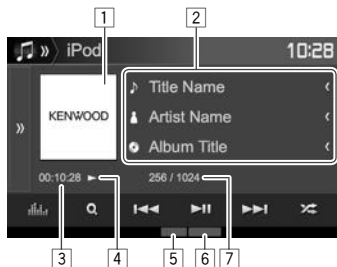 1 2
» iPod 10:28
KENWOOD
Title Name
Artist Name
Album Title
»
00:10:28 256 / 1024
3 4 5 6 7